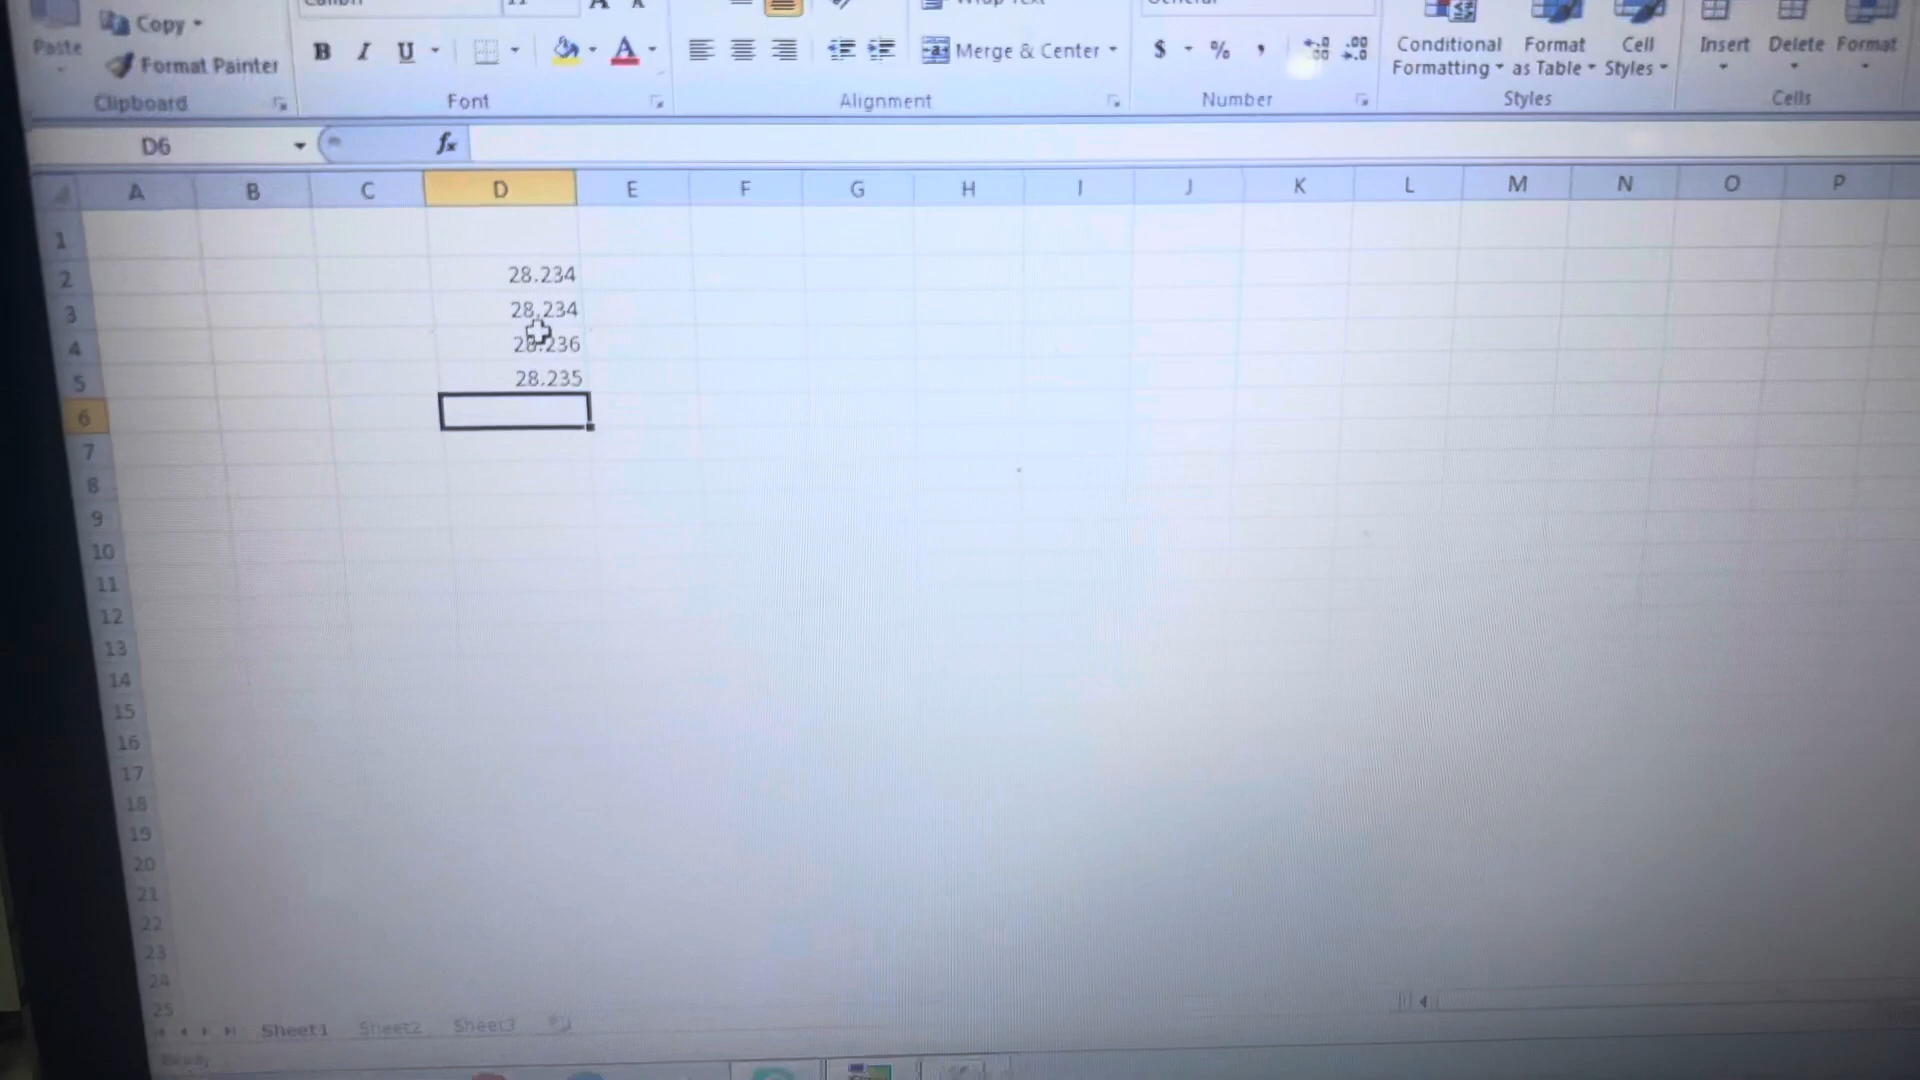 Paste
Copy
Format Painter
B I U
A
Merge & Center
$ % ,
Conditional Formatting
Format as Table
Cell Styles
Insert
Delete
Format
Clipboard
Font
Alignment
Number
Styles
Cells
D6
fx
A B C D E F G H I J K L M N O P
1
2 28.234
3 28.234
4 28.236
5 28.235
6
7
8
9
10
11
12
13
14
15
16
17
18
19
20
21
22
23
24
25
Sheet1 Sheet2 Sheet3
Ready